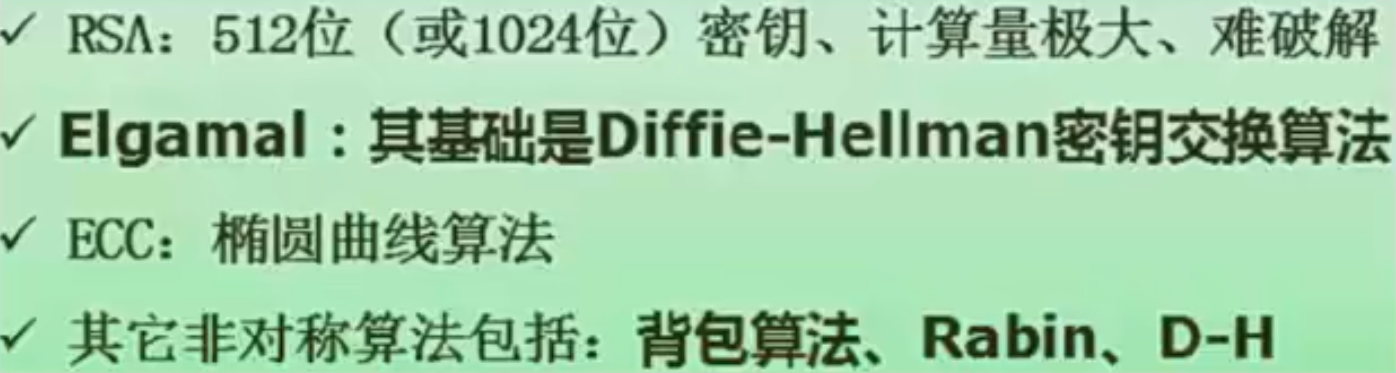 ✓ RSA：512位（或1024位）密钥、计算量极大、难破解
✓ Elgamal：其基础是Diffie-Hellman密钥交换算法
✓ ECC：椭圆曲线算法
✓ 其它非对称算法包括：背包算法、Rabin、D-H